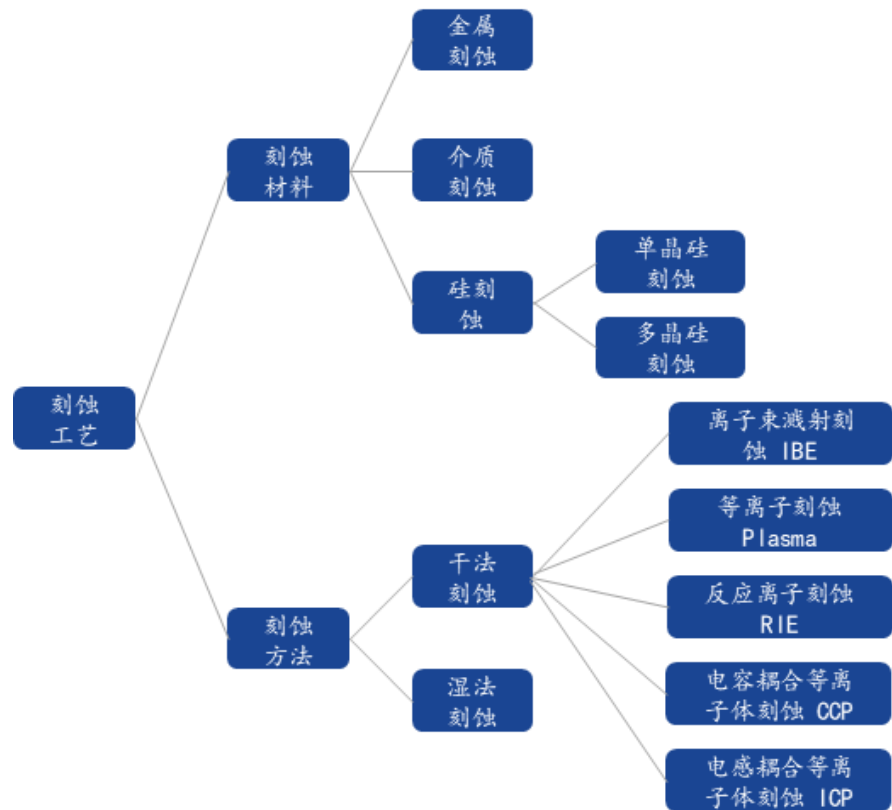 金属
刻蚀
刻蚀
材料
介质
刻蚀
单晶硅
刻蚀
硅刻
蚀
多晶硅
刻蚀
刻蚀
工艺
离子束溅射刻
蚀 IBE
等离子刻蚀
Plasma
干法
刻蚀
反应离子刻蚀
RIE
刻蚀
方法
电容耦合等离
子体刻蚀 CCP
湿法
刻蚀
电感耦合等离
子体刻蚀 ICP